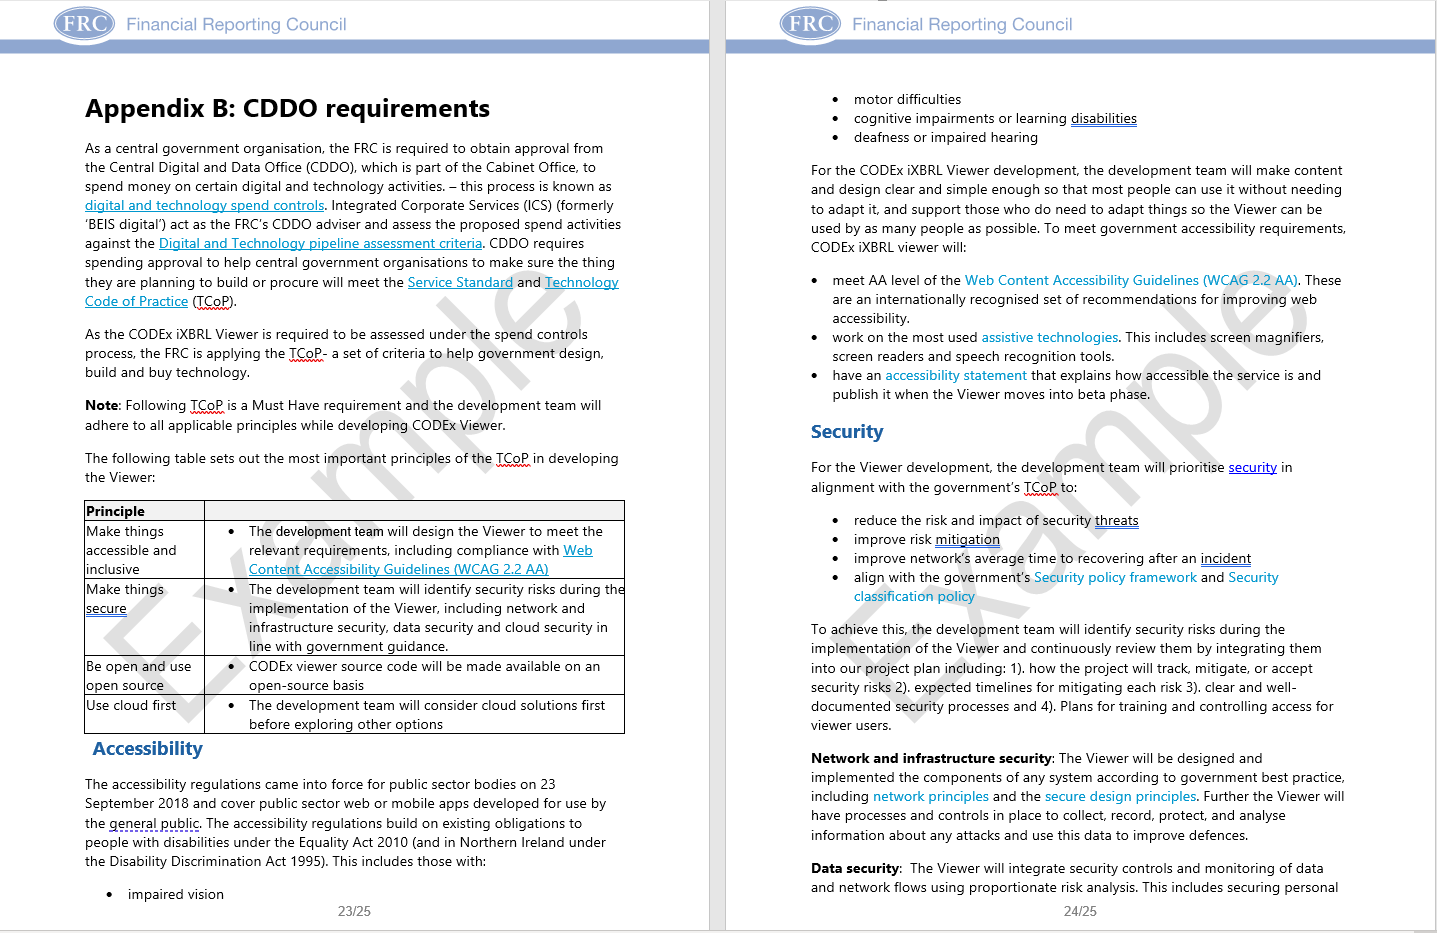 FRC Financial Reporting Council
Appendix B: CDDO requirements
As a central government organisation, the FRC is required to obtain approval from
the Central Digital and Data Office (CDDO), which is part of the Cabinet Office, to
spend money on certain digital and technology activities. – this process is known as
digital and technology spend controls. Integrated Corporate Services (ICS) (formerly
‘BEIS digital’) act as the FRC’s CDDO adviser and assess the proposed spend activities
against the Digital and Technology pipeline assessment criteria. CDDO requires
spending approval to help central government organisations to make sure the thing
they are planning to build or procure will meet the Service Standard and Technology
Code of Practice (TCoP).
As the CODEx iXBRL Viewer is required to be assessed under the spend controls
process, the FRC is applying the TCoP- a set of criteria to help government design,
build and buy technology.
Note: Following TCoP is a Must Have requirement and the development team will
adhere to all applicable principles while developing CODEx Viewer.
The following table sets out the most important principles of the TCoP in developing
the Viewer:
Principle
Make things
accessible and
inclusive
• The development team will design the Viewer to meet the
relevant requirements, including compliance with Web
Content Accessibility Guidelines (WCAG 2.2 AA)
Make things
secure
• The development team will identify security risks during the
implementation of the Viewer, including network and
infrastructure security, data security and cloud security in
line with government guidance.
Be open and use
open source
• CODEx viewer source code will be made available on an
open-source basis
Use cloud first
• The development team will consider cloud solutions first
before exploring other options
Accessibility
The accessibility regulations came into force for public sector bodies on 23
September 2018 and cover public sector web or mobile apps developed for use by
the general public. The accessibility regulations build on existing obligations to
people with disabilities under the Equality Act 2010 (and in Northern Ireland under
the Disability Discrimination Act 1995). This includes those with:
• impaired vision
23/25
Example
FRC Financial Reporting Council
• motor difficulties
• cognitive impairments or learning disabilities
• deafness or impaired hearing
For the CODEx iXBRL Viewer development, the development team will make content
and design clear and simple enough so that most people can use it without needing
to adapt it, and support those who do need to adapt things so the Viewer can be
used by as many people as possible. To meet government accessibility requirements,
CODEx iXBRL viewer will:
• meet AA level of the Web Content Accessibility Guidelines (WCAG 2.2 AA). These
are an internationally recognised set of recommendations for improving web
accessibility.
• work on the most used assistive technologies. This includes screen magnifiers,
screen readers and speech recognition tools.
• have an accessibility statement that explains how accessible the service is and
publish it when the Viewer moves into beta phase.
Security
For the Viewer development, the development team will prioritise security in
alignment with the government’s TCoP to:
• reduce the risk and impact of security threats
• improve risk mitigation
• improve network’s average time to recovering after an incident
• align with the government’s Security policy framework and Security
classification policy
To achieve this, the development team will identify security risks during the
implementation of the Viewer and continuously review them by integrating them
into our project plan including: 1). how the project will track, mitigate, or accept
security risks 2). expected timelines for mitigating each risk 3). clear and well-
documented security processes and 4). Plans for training and controlling access for
viewer users.
Network and infrastructure security: The Viewer will be designed and
implemented the components of any system according to government best practice,
including network principles and the secure design principles. Further the Viewer will
have processes and controls in place to collect, record, protect, and analyse
information about any attacks and use this data to improve defences.
Data security:  The Viewer will integrate security controls and monitoring of data
and network flows using proportionate risk analysis. This includes securing personal
24/25
Example